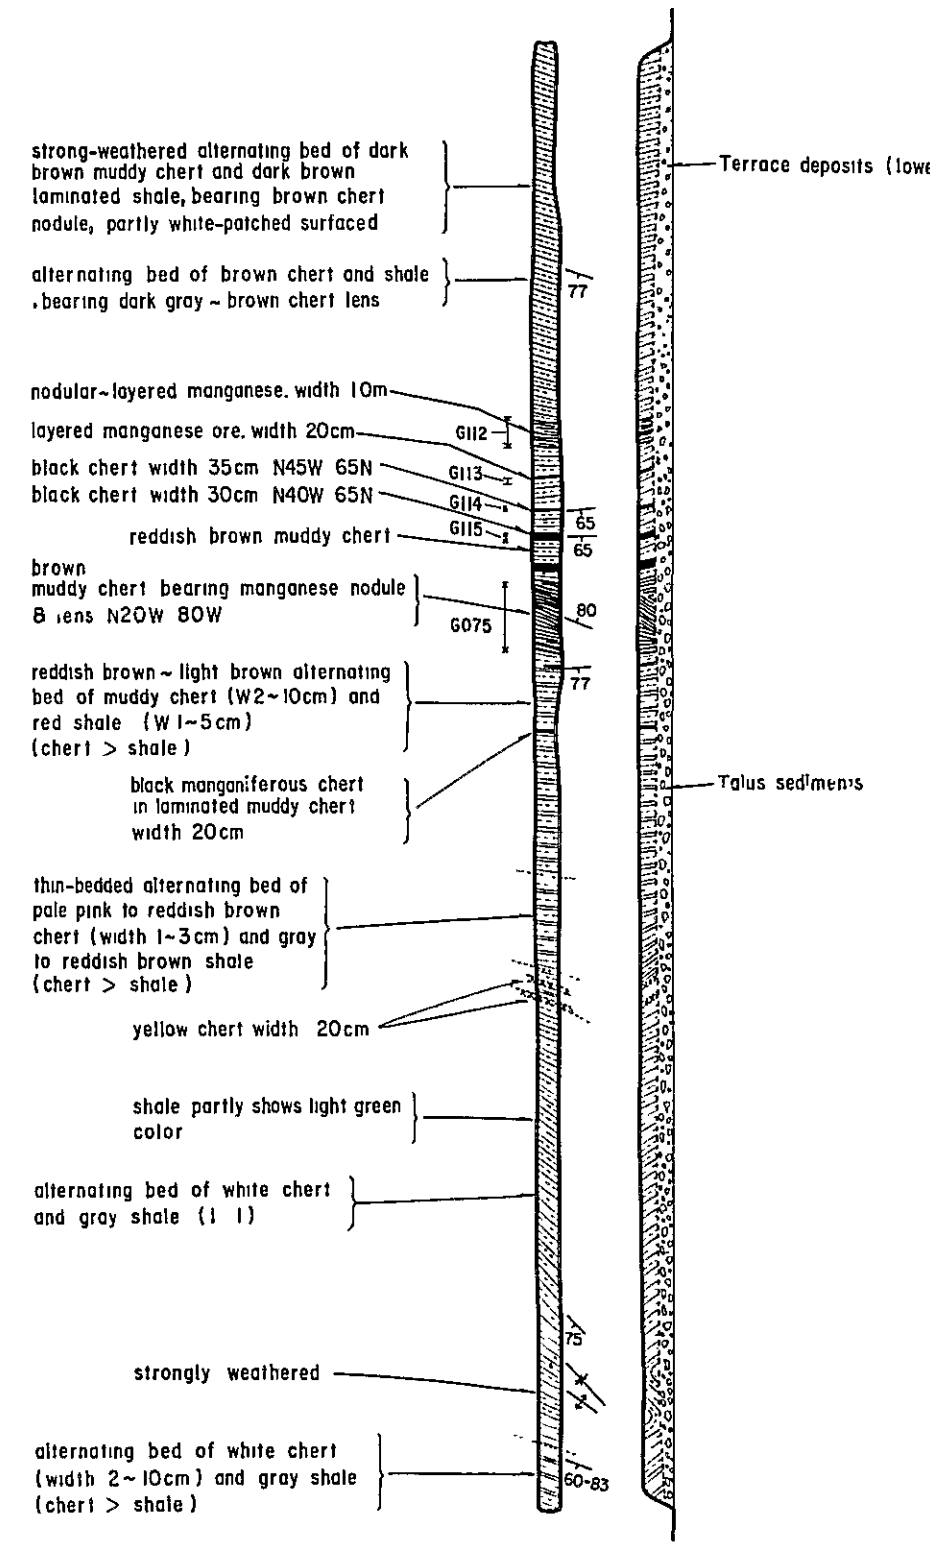 strong-weathered alternating bed of dark
brown muddy chert and dark brown
laminated shale, bearing brown chert
nodule, partly white-patched surfaced
Terrace deposits (lowe
alternating bed of brown chert and shale
bearing dark gray ~ brown chert lens
77
nodular~layered manganese. width 10m
layered manganese ore. width 20cm
G112
black chert width 35cm N45W 65N
G113
black chert width 30cm N40W 65N
G114
65
reddish brown muddy chert
G115
65
brown
muddy chert bearing manganese nodule
8 lens N20W 80W
G075
80
reddish brown ~ light brown alternating
bed of muddy chert (W2~10cm) and
red shale (W 1~5cm)
(chert > shale)
77
black manganiferous chert
in laminated muddy chert
width 20cm
Talus sediments
thin-bedded alternating bed of
pale pink to reddish brown
chert (width 1~3cm) and gray
to reddish brown shale
(chert > shale)
yellow chert width 20cm
shale partly shows light green
color
alternating bed of white chert
and gray shale (1 1)
75
strongly weathered
alternating bed of white chert
(width 2~10cm) and gray shale
(chert > shale)
60-83